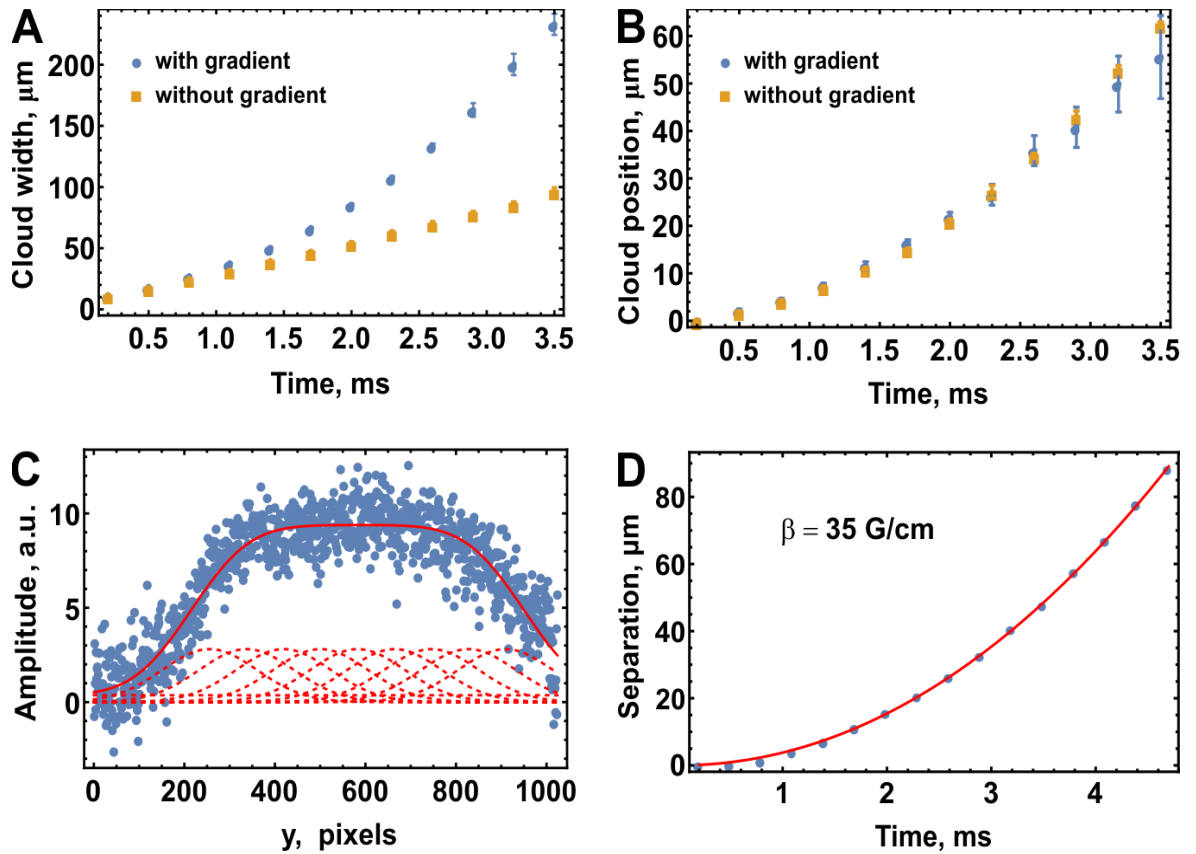 A
Cloud width, μm
200
150
100
50
0
with gradient
without gradient
0.5 1.0 1.5 2.0 2.5 3.0 3.5
Time, ms
B
Cloud position, μm
60
50
40
30
20
10
0
with gradient
without gradient
0.5 1.0 1.5 2.0 2.5 3.0 3.5
Time, ms
C
Amplitude, a.u.
10
5
0
0 200 400 600 800 1000
y, pixels
D
Separation, μm
80
60
40
20
0
β = 35 G/cm
1 2 3 4
Time, ms